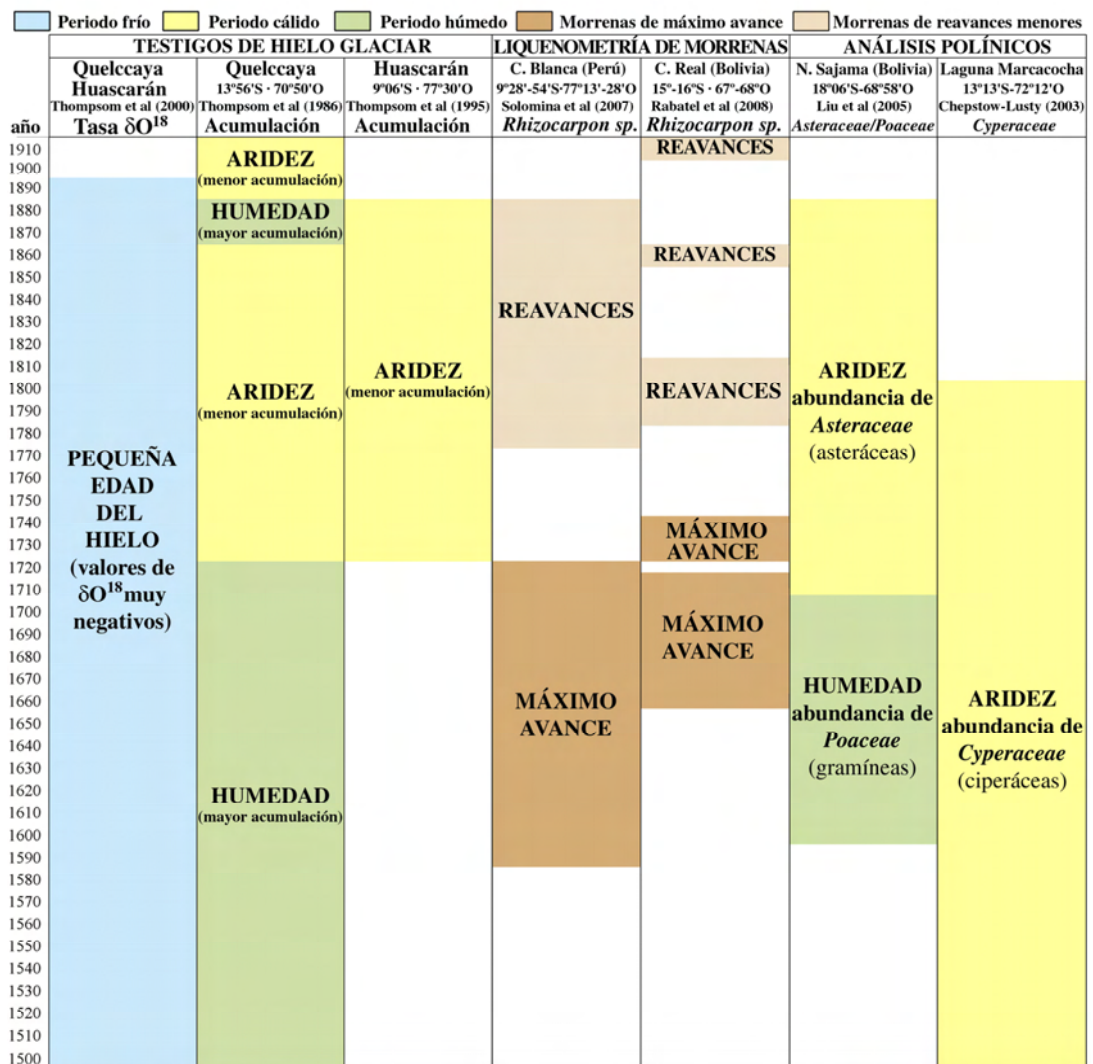 Periodo frío Periodo cálido Periodo húmedo Morrenas de máximo avance Morrenas de reavances menores
TESTIGOS DE HIELO GLACIAR
LIQUENOMETRÍA DE MORRENAS
ANÁLISIS POLÍNICOS
año
Quelccaya
Huascarán
Thompsom et al (2000)
Tasa δO¹⁸
Quelccaya
13º56'S · 70º50'O
Thompsom et al (1986)
Acumulación
Huascarán
9º06'S · 77º30'O
Thompsom et al (1995)
Acumulación
C. Blanca (Perú)
9º28'-54'S-77º13'-28'O
Solomina et al (2007)
Rhizocarpon sp.
C. Real (Bolivia)
15º-16ºS · 67º-68ºO
Rabatel et al (2008)
Rhizocarpon sp.
N. Sajama (Bolivia)
18º06'S-68º58'O
Liu et al (2005)
Asteraceae/Poaceae
Laguna Marcacocha
13º13'S-72º12'O
Chepstow-Lusty (2003)
Cyperaceae
1910
1900
1890
1880
1870
1860
1850
1840
1830
1820
1810
1800
1790
1780
1770
1760
1750
1740
1730
1720
1710
1700
1690
1680
1670
1660
1650
1640
1630
1620
1610
1600
1590
1580
1570
1560
1550
1540
1530
1520
1510
1500
PEQUEÑA
EDAD
DEL
HIELO
(valores de
δO¹⁸ muy
negativos)
ARIDEZ
(menor acumulación)
HUMEDAD
(mayor acumulación)
ARIDEZ
(menor acumulación)
HUMEDAD
(mayor acumulación)
ARIDEZ
(menor acumulación)
REAVANCES
MÁXIMO
AVANCE
REAVANCES
REAVANCES
REAVANCES
MÁXIMO
AVANCE
MÁXIMO
AVANCE
ARIDEZ
abundancia de
Asteraceae
(asteráceas)
HUMEDAD
abundancia de
Poaceae
(gramíneas)
ARIDEZ
abundancia de
Cyperaceae
(ciperáceas)